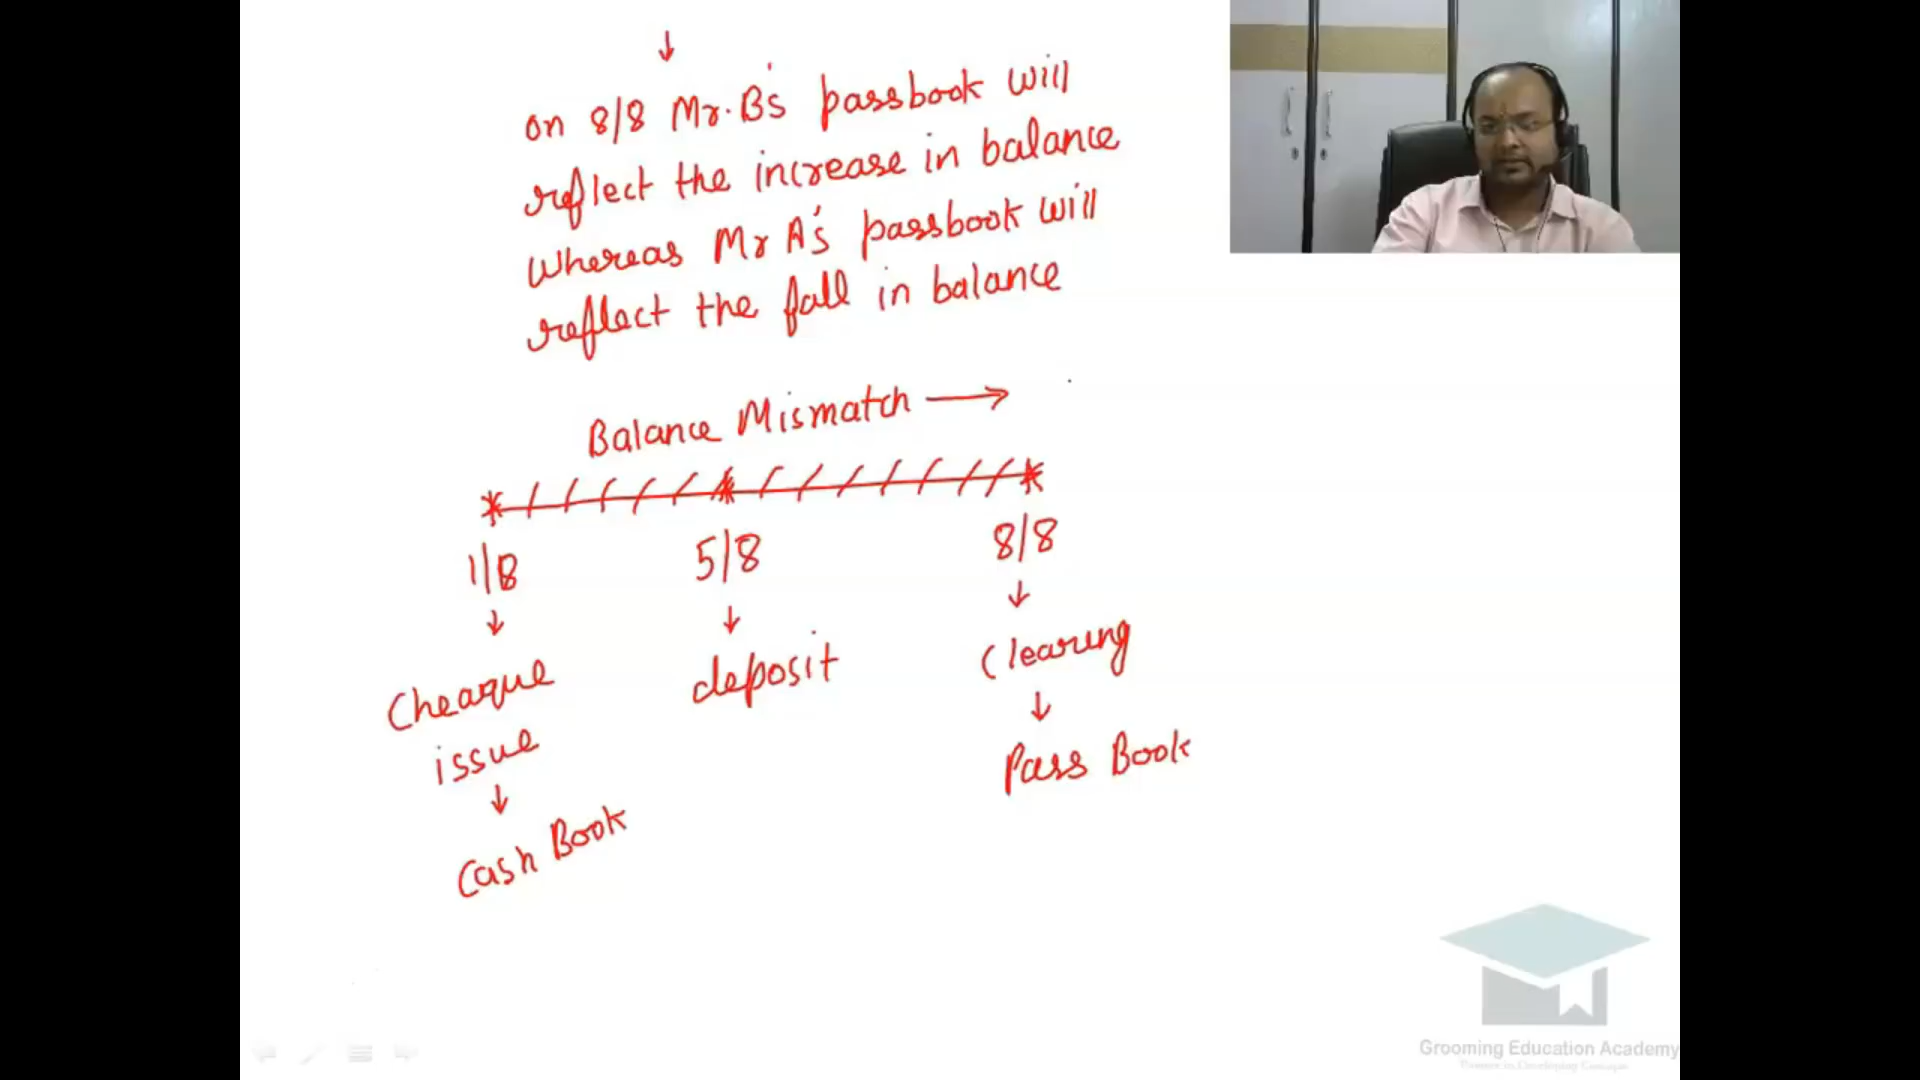 on 8/8 Mr. B's passbook will
reflect the increase in balance
Whereas Mr A's passbook will
reflect the fall in balance
Balance Mismatch →
1/8 5/8 8/8
Cheaque deposit Clearing
issue Pass Book
Cash Book
Grooming Education Academy